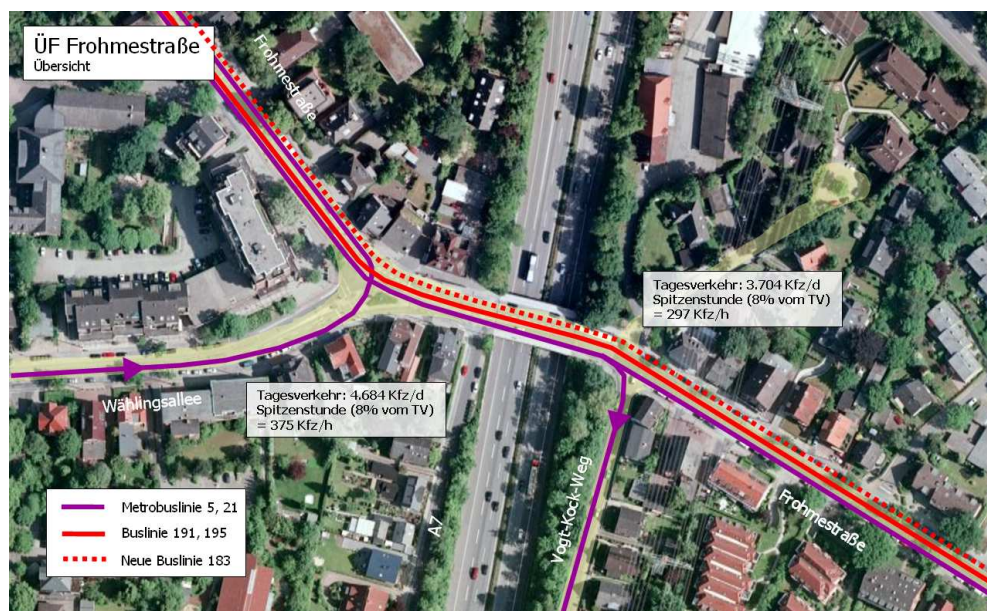 ÜF Frohmestraße
Übersicht
Frohmestraße
Tagesverkehr: 3.704 Kfz/d
Spitzenstunde (8% vom TV)
= 297 Kfz/h
Tagesverkehr: 4.684 Kfz/d
Spitzenstunde (8% vom TV)
= 375 Kfz/h
Wählingsallee
A7
Vogt-Kock-Weg
Frohmestraße
Metrobuslinie 5, 21
Buslinie 191, 195
Neue Buslinie 183